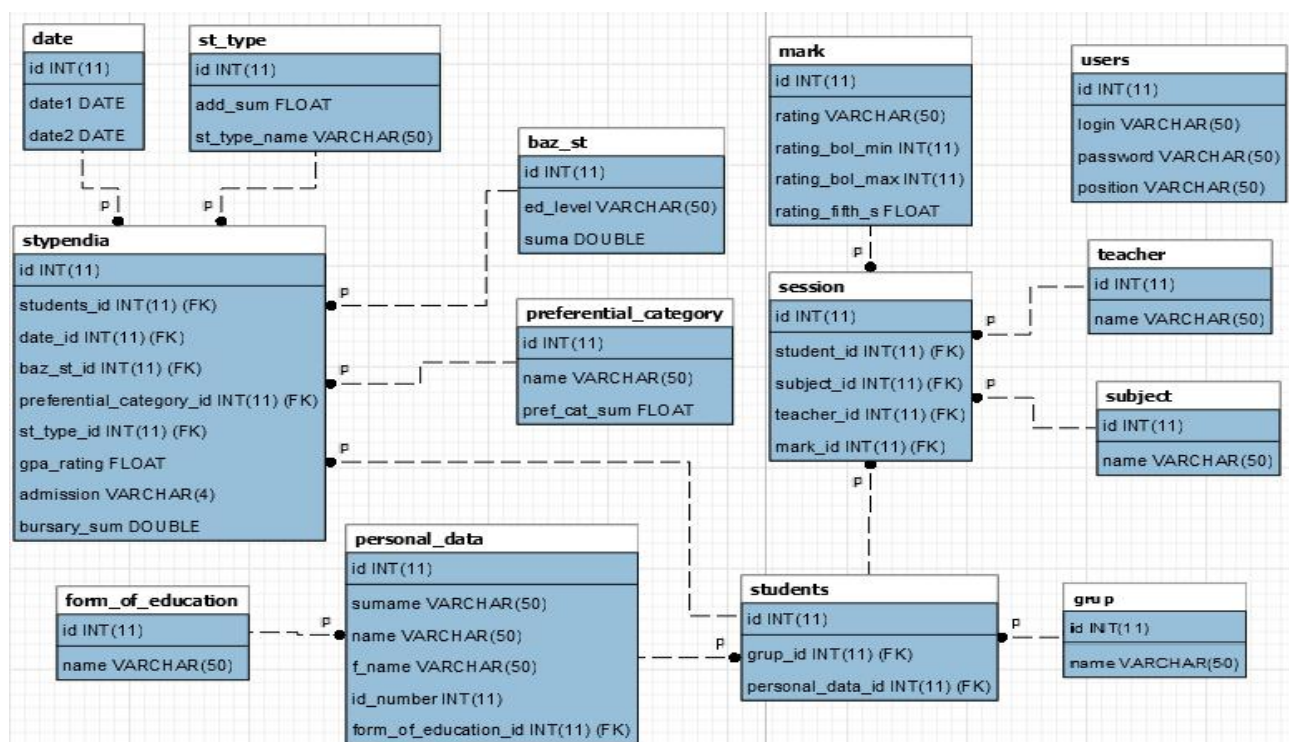 date
id INT(11)
date1 DATE
date2 DATE
st_type
id INT(11)
add_sum FLOAT
st_type_name VARCHAR(50)
mark
id INT(11)
rating VARCHAR(50)
rating_bol_min INT(11)
rating_bol_max INT(11)
rating_fifth_s FLOAT
users
id INT(11)
login VARCHAR(50)
password VARCHAR(50)
position VARCHAR(50)
baz_st
id INT(11)
ed_level VARCHAR(50)
suma DOUBLE
P
P
stypendia
id INT(11)
students_id INT(11) (FK)
date_id INT(11) (FK)
baz_st_id INT(11) (FK)
preferential_category_id INT(11) (FK)
st_type_id INT(11) (FK)
gpa_rating FLOAT
admission VARCHAR(4)
bursary_sum DOUBLE
P
P
P
preferential_category
id INT(11)
name VARCHAR(50)
pref_cat_sum FLOAT
P
session
id INT(11)
student_id INT(11) (FK)
subject_id INT(11) (FK)
teacher_id INT(11) (FK)
mark_id INT(11) (FK)
P
P
P
teacher
id INT(11)
name VARCHAR(50)
subject
id INT(11)
name VARCHAR(50)
form_of_education
id INT(11)
name VARCHAR(50)
P
personal_data
id INT(11)
surname VARCHAR(50)
name VARCHAR(50)
f_name VARCHAR(50)
id_number INT(11)
form_of_education_id INT(11) (FK)
P
students
id INT(11)
grup_id INT(11) (FK)
personal_data_id INT(11) (FK)
P
grup
id INT(11)
name VARCHAR(50)